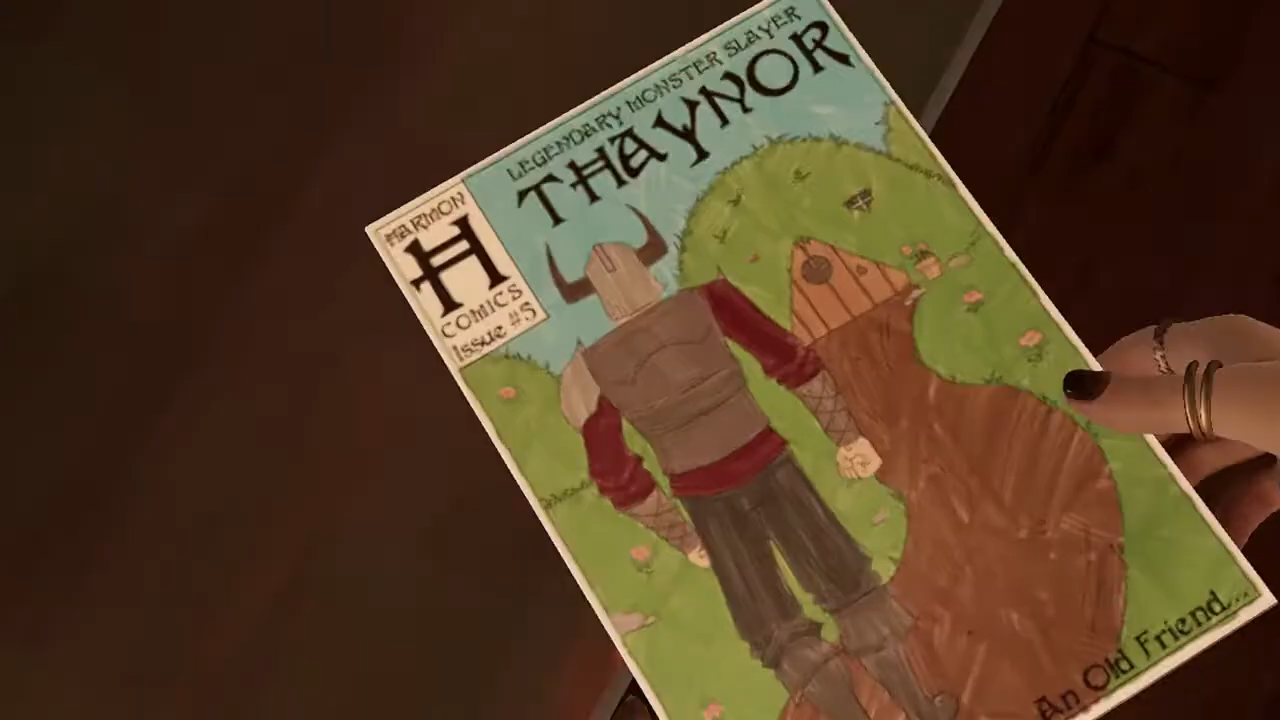 LEGENDARY MONSTER SLAYER
THAYNOR
HARMON
H
COMICS
Issue #5
An Old Friend...